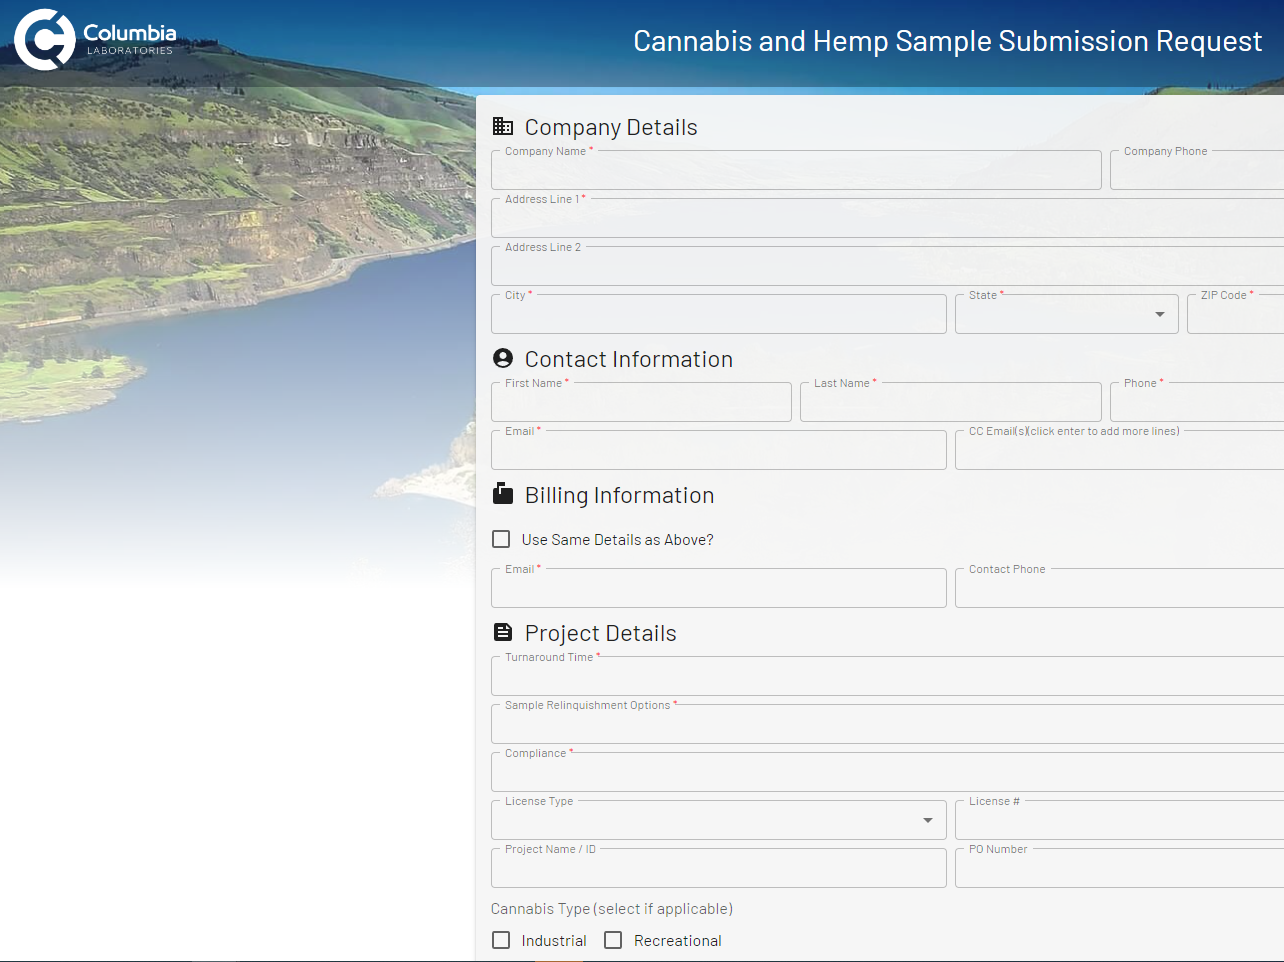 Columbia
LABORATORIES
Cannabis and Hemp Sample Submission Request
Company Details
Company Name * Company Phone
Address Line 1 *
Address Line 2
City * State * ZIP Code *
Contact Information
First Name * Last Name * Phone *
Email * CC Email(s)(click enter to add more lines)
Billing Information
Use Same Details as Above?
Email * Contact Phone
Project Details
Turnaround Time *
Sample Relinquishment Options *
Compliance *
License Type License #
Project Name / ID PO Number
Cannabis Type (select if applicable)
Industrial Recreational